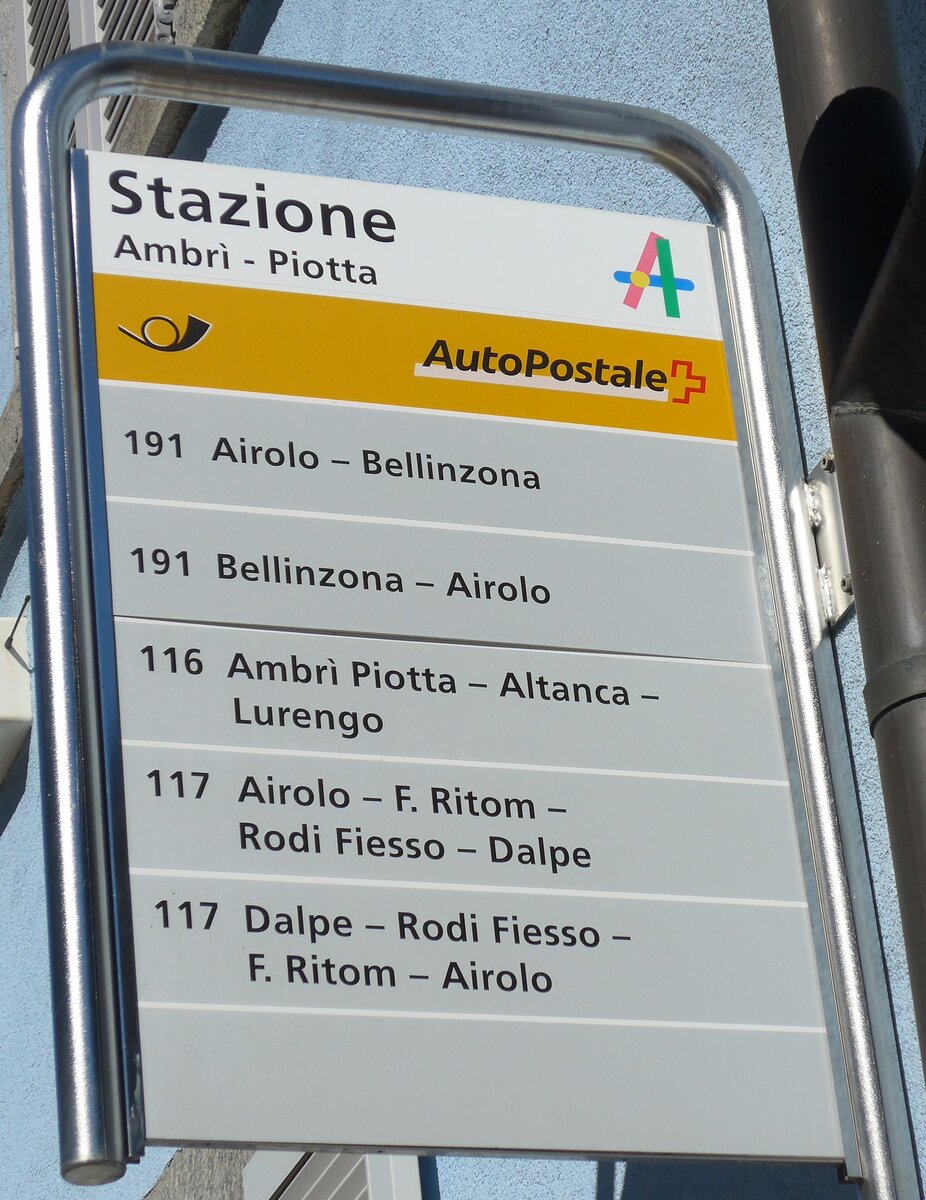 Stazione
Ambrì - Piotta
AutoPostale
191 Airolo – Bellinzona
191 Bellinzona – Airolo
116 Ambrì Piotta – Altanca –
Lurengo
117 Airolo – F. Ritom –
Rodi Fiesso – Dalpe
117 Dalpe – Rodi Fiesso –
F. Ritom – Airolo